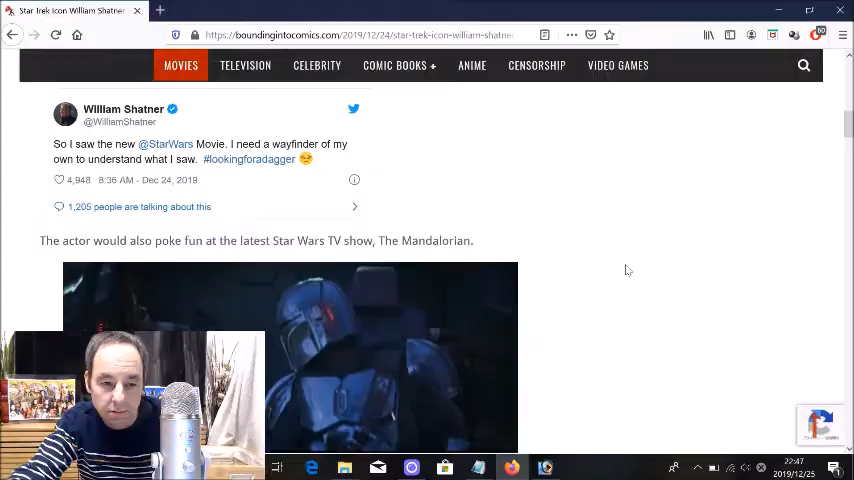 Star Trek Icon William Shatner
https://boundingintocomics.com/2019/12/24/star-trek-icon-william-shatner
60
MOVIES TELEVISION CELEBRITY COMIC BOOKS + ANIME CENSORSHIP VIDEO GAMES
William Shatner
@WilliamShatner
So I saw the new @StarWars Movie. I need a wayfinder of my
own to understand what I saw. #lookingforadagger
4,948 8:36 AM - Dec 24, 2019
1,205 people are talking about this
The actor would also poke fun at the latest Star Wars TV show, The Mandalorian.
22:47
2019/12/25
1